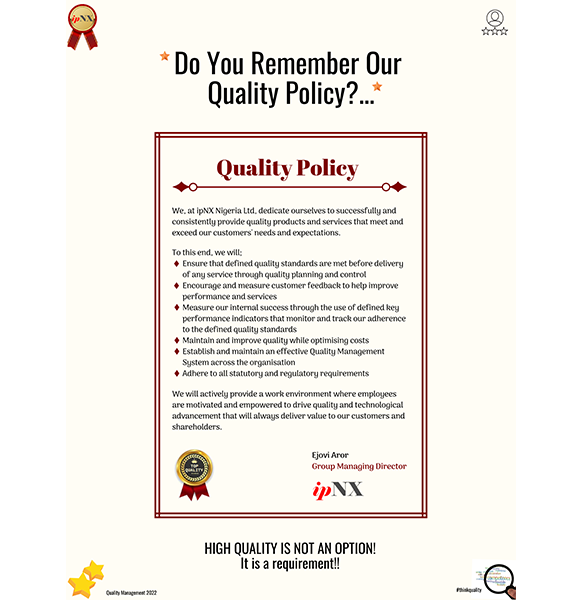 ipNX
Do You Remember Our
Quality Policy?...
Quality Policy
We, at ipNX Nigeria Ltd, dedicate ourselves to successfully and
consistently provide quality products and services that meet and
exceed our customers' needs and expectations.
To this end, we will;
Ensure that defined quality standards are met before delivery
of any service through quality planning and control
Encourage and measure customer feedback to help improve
performance and services
Measure our internal success through the use of defined key
performance indicators that monitor and track our adherence
to the defined quality standards
Maintain and improve quality while optimising costs
Establish and maintain an effective Quality Management
System across the organisation
Adhere to all statutory and regulatory requirements
We will actively provide a work environment where employees
are motivated and empowered to drive quality and technological
advancement that will always deliver value to our customers and
shareholders.
TOP
QUALITY
Ejovi Aror
Group Managing Director
ipNX
HIGH QUALITY IS NOT AN OPTION!
It is a requirement!!
Quality Management 2022
#thinkquality